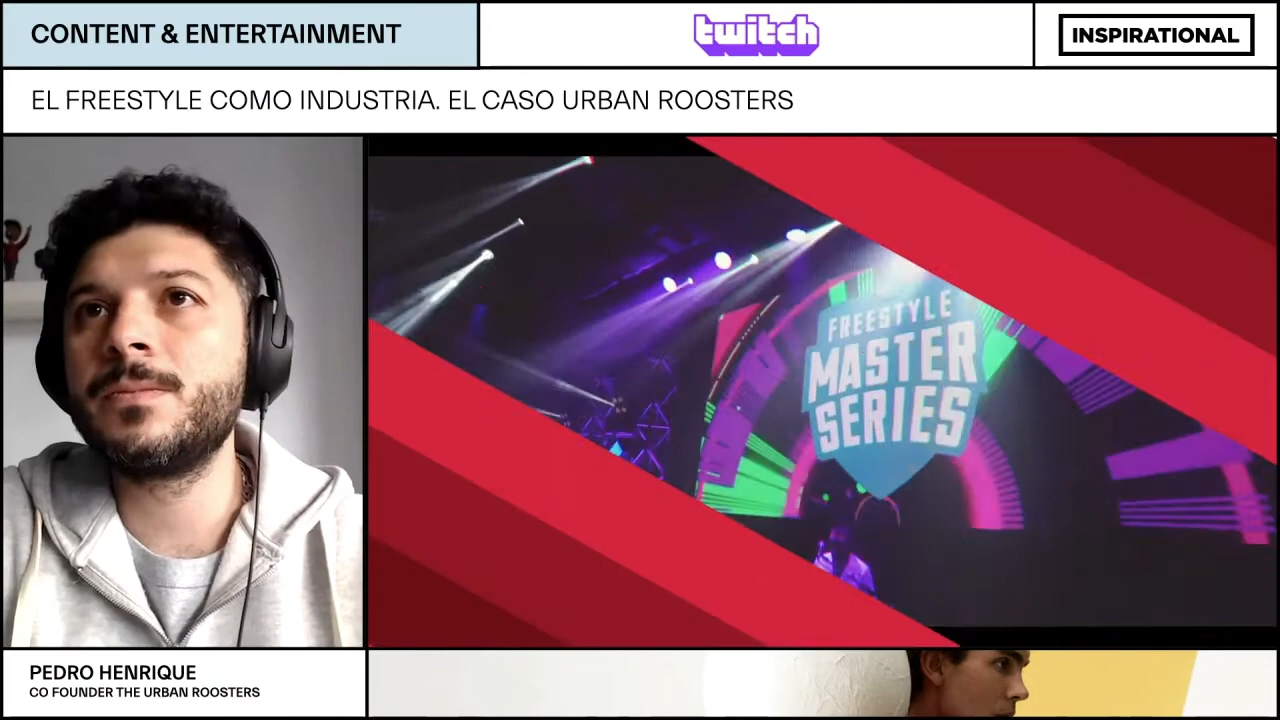 CONTENT & ENTERTAINMENT
twitch
INSPIRATIONAL
EL FREESTYLE COMO INDUSTRIA. EL CASO URBAN ROOSTERS
FREESTYLE
MASTER
SERIES
PEDRO HENRIQUE
CO FOUNDER THE URBAN ROOSTERS